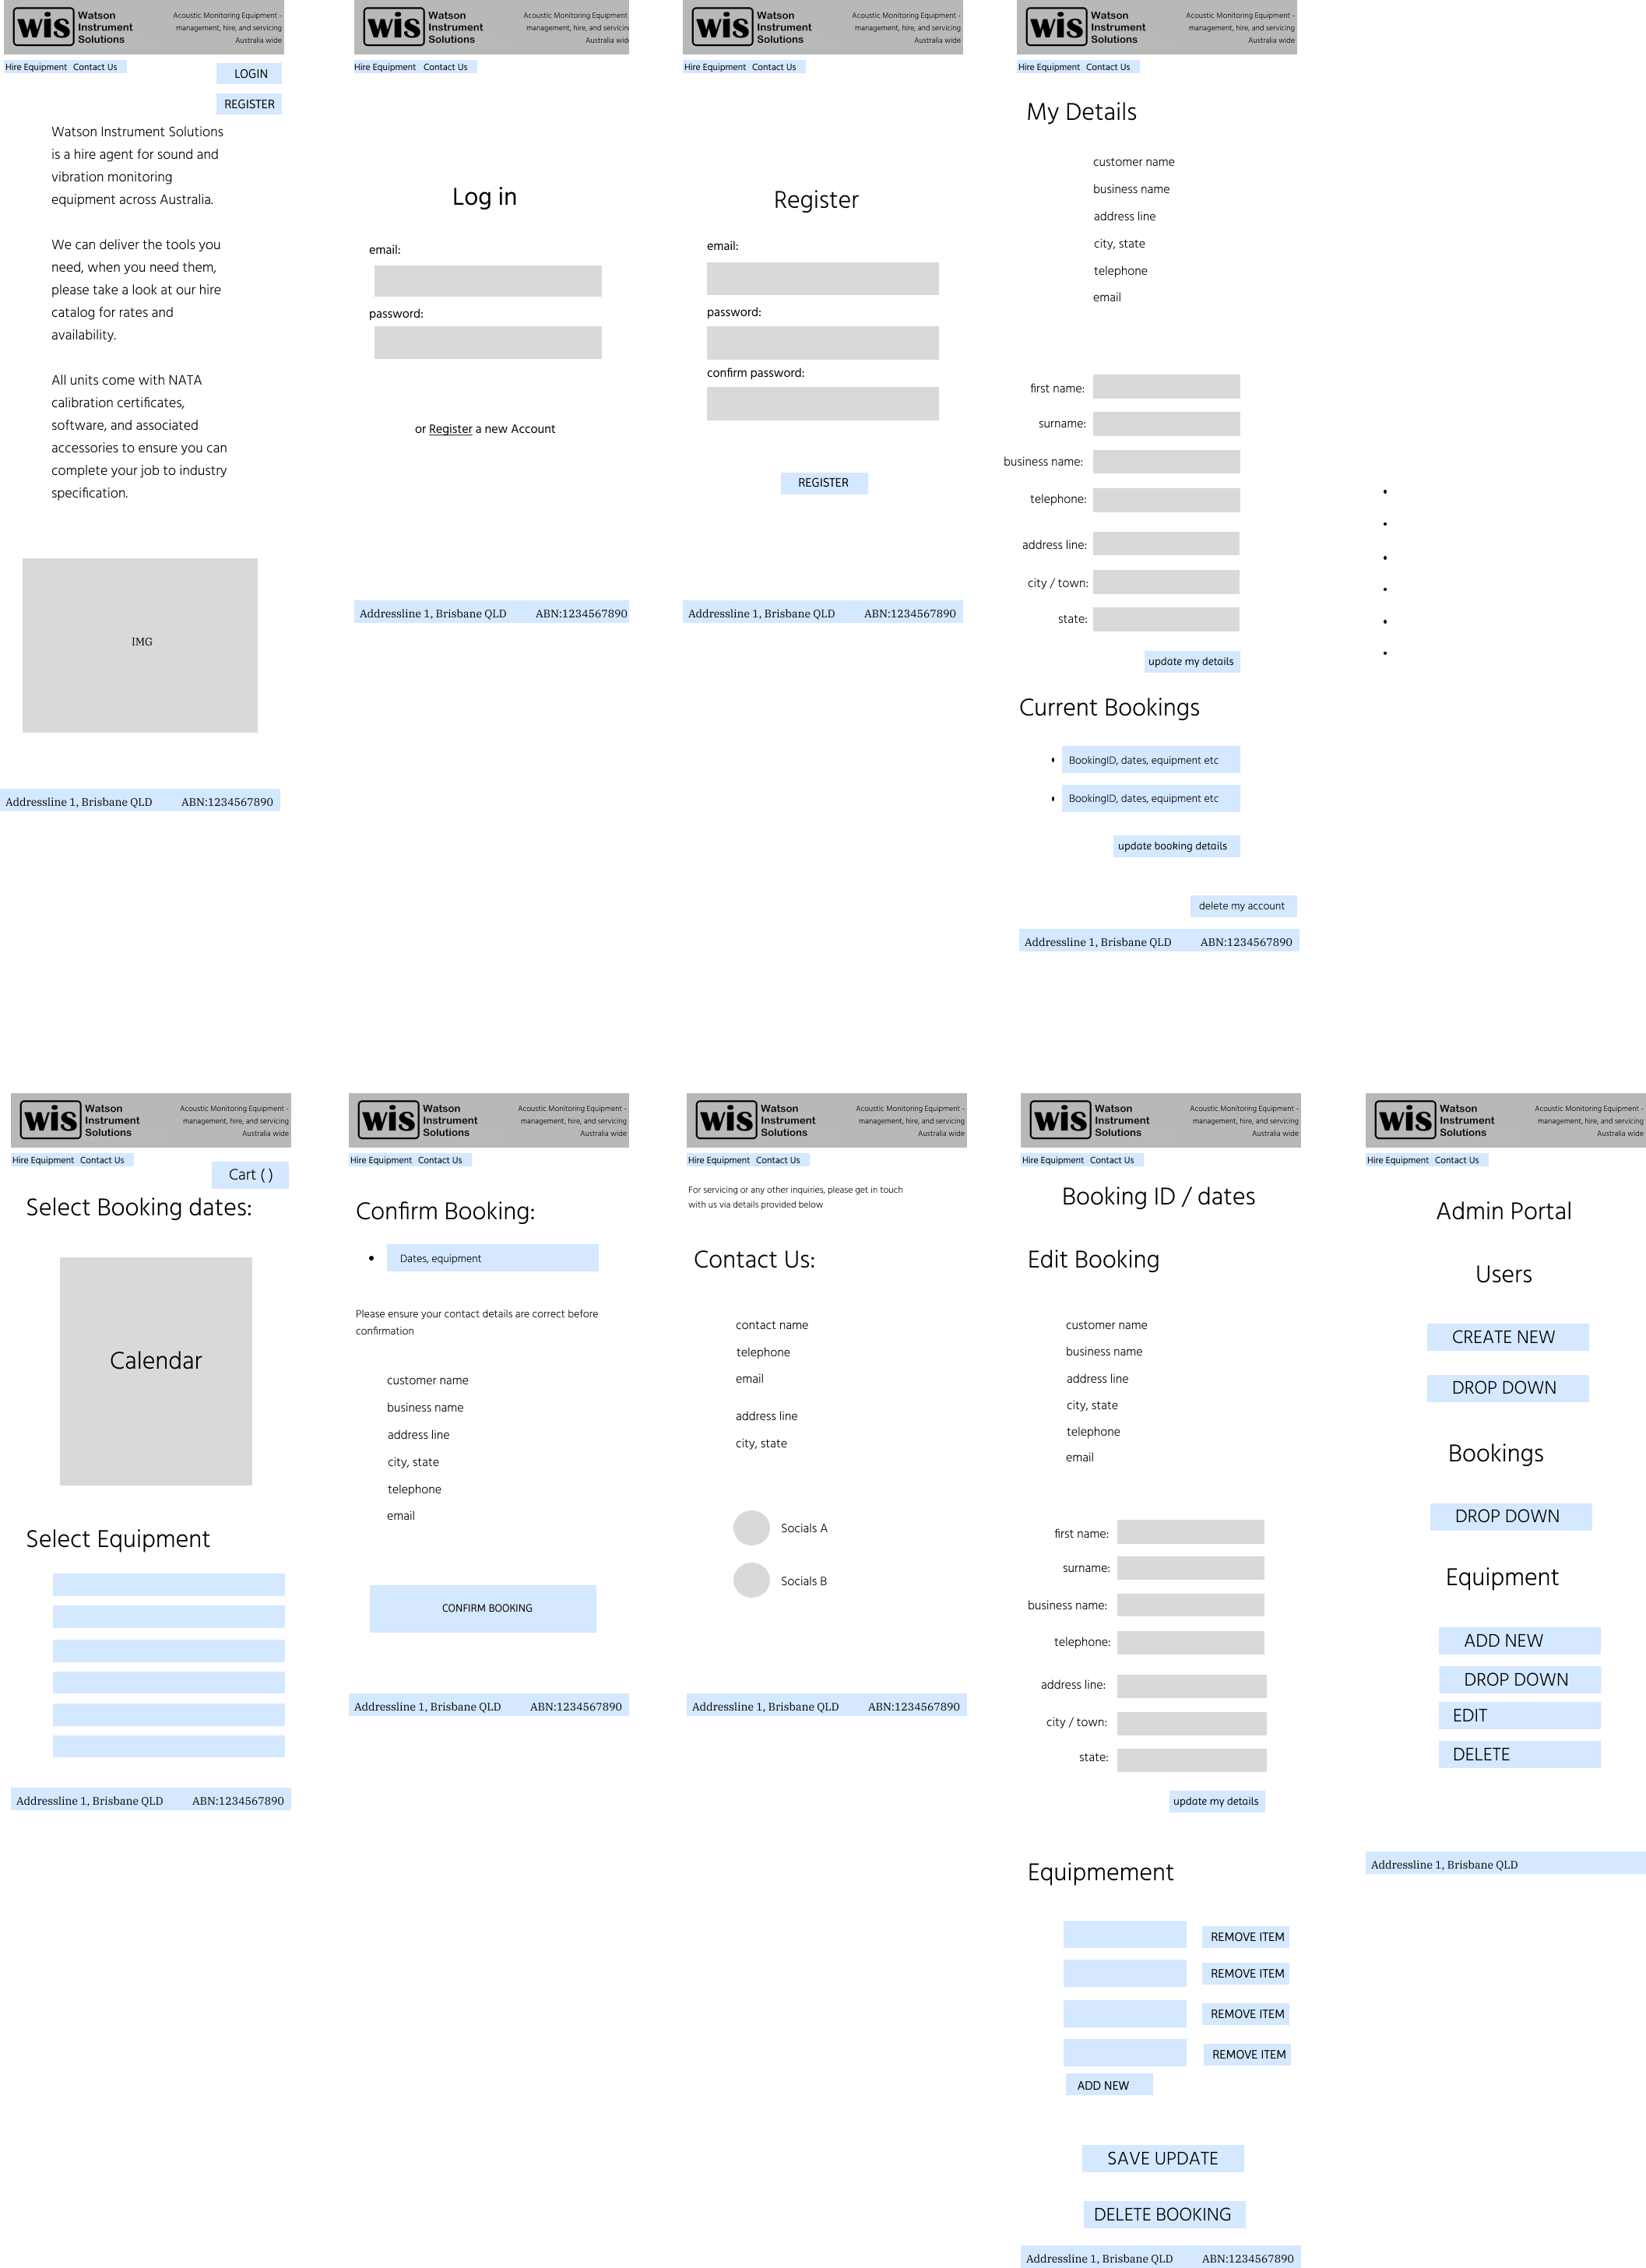 wis
Watson
Instrument
Solutions
Acoustic Monitoring Equipment -
management, hire, and servicing
Australia wide
Hire Equipment Contact Us
LOGIN
REGISTER
Watson Instrument Solutions
is a hire agent for sound and
vibration monitoring
equipment across Australia.
We can deliver the tools you
need, when you need them,
please take a look at our hire
catalog for rates and
availability.
All units come with NATA
calibration certificates,
software, and associated
accessories to ensure you can
complete your job to industry
specification.
IMG
Addressline 1, Brisbane QLD ABN:1234567890
wis
Watson
Instrument
Solutions
Acoustic Monitoring Equipment
management, hire, and servicin
Australia wid
Hire Equipment Contact Us
Log in
email:
password:
or Register a new Account
Addressline 1, Brisbane QLD ABN:1234567890
wis
Watson
Instrument
Solutions
Acoustic Monitoring Equipment -
management, hire, and servicing
Australia wide
Hire Equipment Contact Us
Register
email:
password:
confirm password:
REGISTER
Addressline 1, Brisbane QLD ABN:1234567890
wis
Watson
Instrument
Solutions
Acoustic Monitoring Equipment -
management, hire, and servicing
Australia wide
Hire Equipment Contact Us
My Details
customer name
business name
address line
city, state
telephone
email
first name:
surname:
business name:
telephone:
address line:
city / town:
state:
update my details
Current Bookings
• BookingID, dates, equipment etc
• BookingID, dates, equipment etc
update booking details
delete my account
Addressline 1, Brisbane QLD ABN:1234567890
•
•
•
•
•
•
wis
Watson
Instrument
Solutions
Acoustic Monitoring Equipment -
management, hire, and servicing
Australia wide
Hire Equipment Contact Us
Cart ( )
Select Booking dates:
Calendar
Select Equipment
Addressline 1, Brisbane QLD ABN:1234567890
wis
Watson
Instrument
Solutions
Acoustic Monitoring Equipment -
management, hire, and servicing
Australia wide
Hire Equipment Contact Us
Confirm Booking:
• Dates, equipment
Please ensure your contact details are correct before
confirmation
customer name
business name
address line
city, state
telephone
email
CONFIRM BOOKING
Addressline 1, Brisbane QLD ABN:1234567890
wis
Watson
Instrument
Solutions
Acoustic Monitoring Equipment -
management, hire, and servicing
Australia wide
Hire Equipment Contact Us
For servicing or any other inquiries, please get in touch
with us via details provided below
Contact Us:
contact name
telephone
email
address line
city, state
Socials A
Socials B
Addressline 1, Brisbane QLD ABN:1234567890
wis
Watson
Instrument
Solutions
Acoustic Monitoring Equipment -
management, hire, and servicing
Australia wide
Hire Equipment Contact Us
Booking ID / dates
Edit Booking
customer name
business name
address line
city, state
telephone
email
first name:
surname:
business name:
telephone:
address line:
city / town:
state:
update my details
Equipmement
REMOVE ITEM
REMOVE ITEM
REMOVE ITEM
REMOVE ITEM
ADD NEW
SAVE UPDATE
DELETE BOOKING
Addressline 1, Brisbane QLD ABN:1234567890
wis
Watson
Instrument
Solutions
Acoustic Monitoring Equipment -
management, hire, and servicing
Australia wide
Hire Equipment Contact Us
Admin Portal
Users
CREATE NEW
DROP DOWN
Bookings
DROP DOWN
Equipment
ADD NEW
DROP DOWN
EDIT
DELETE
Addressline 1, Brisbane QLD